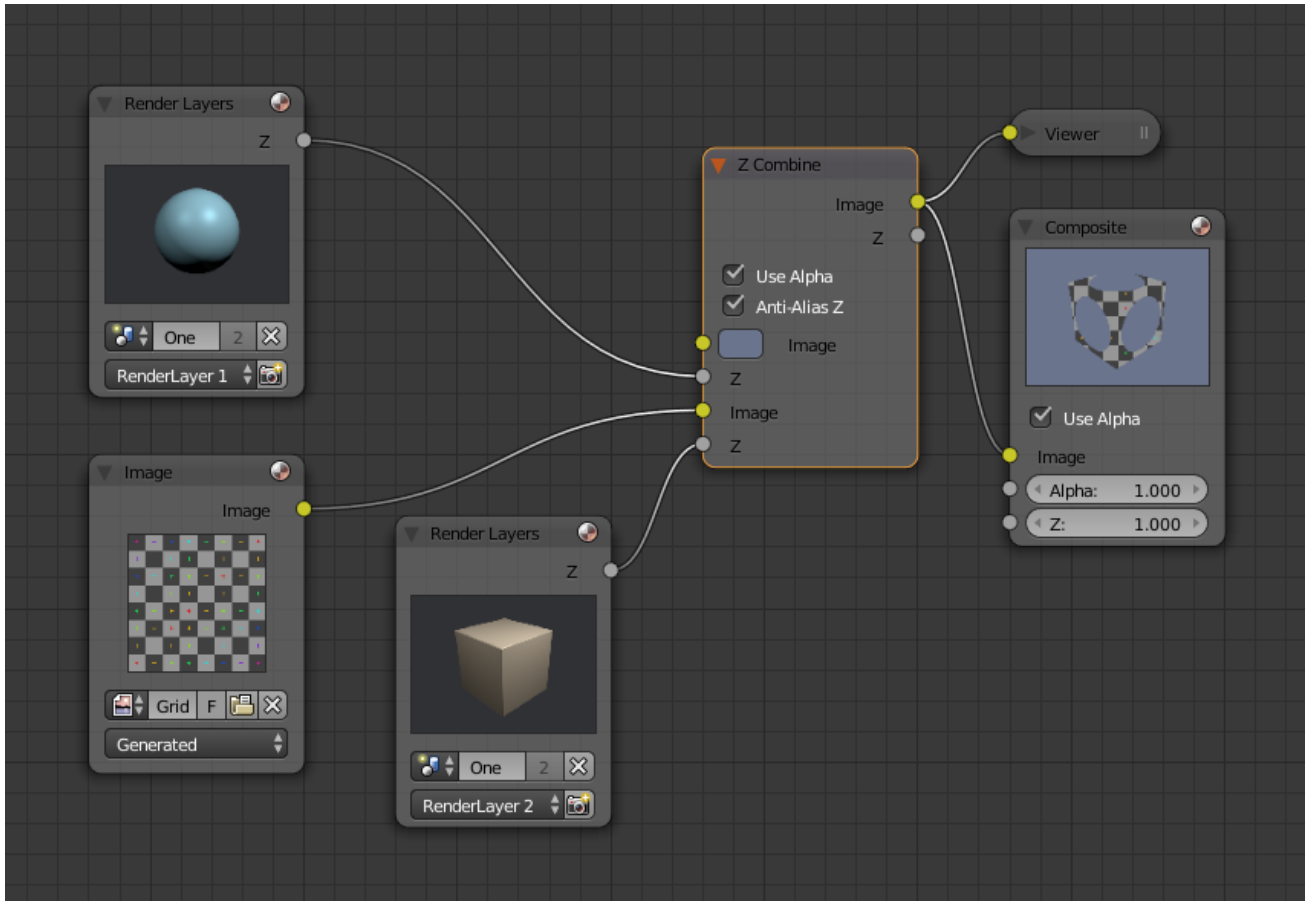 Render Layers
Z
One 2
RenderLayer 1
Image
Image
Grid F
Generated
Render Layers
Z
One 2
RenderLayer 2
Z Combine
Image
Z
Use Alpha
Anti-Alias Z
Image
Z
Image
Z
Viewer
Composite
Use Alpha
Image
Alpha: 1.000
Z: 1.000